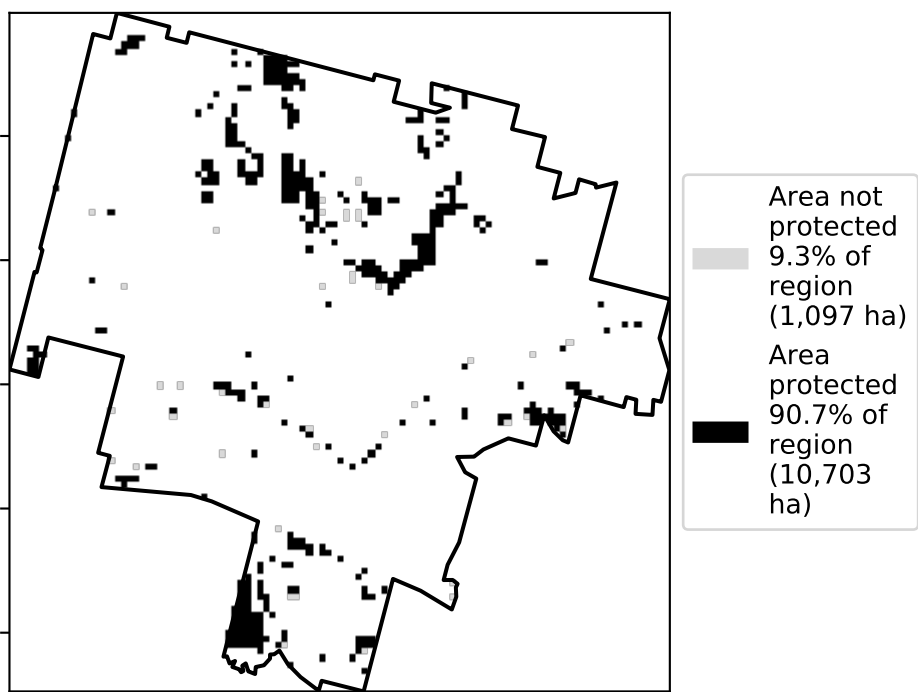 Area not
protected
9.3% of
region
(1,097 ha)
Area
protected
90.7% of
region
(10,703
ha)